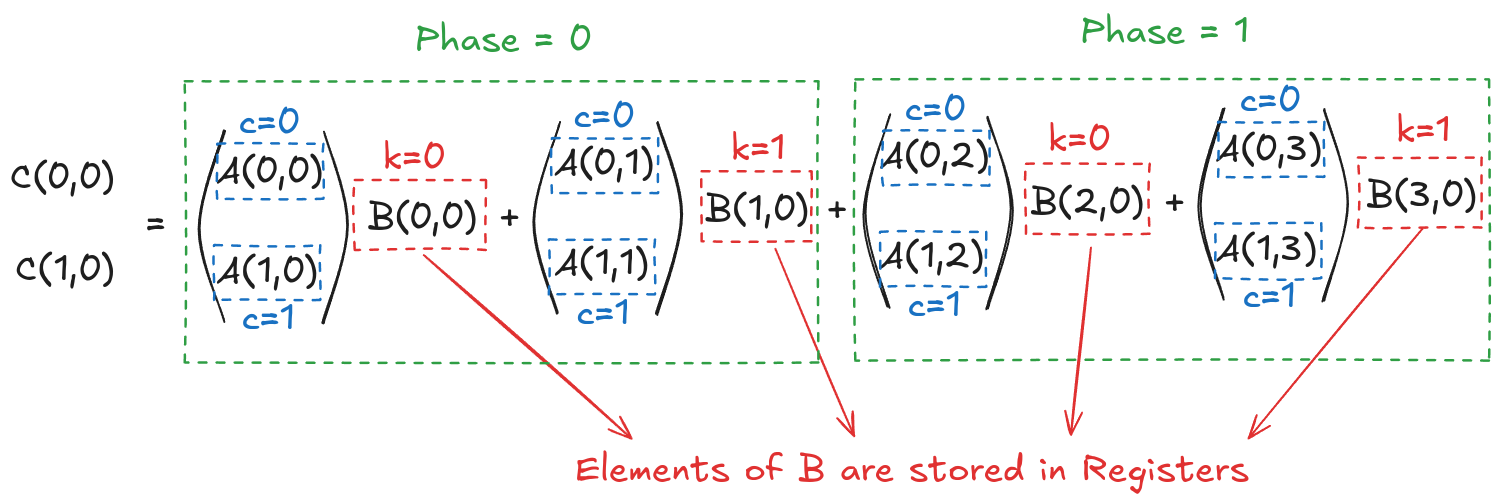 Phase = 0
Phase = 1
c=0
c=0
c=0
c=0
k=0
k=1
k=0
k=1
C(0,0)
A(0,0)
A(0,1)
A(0,2)
A(0,3)
= B(0,0) + B(1,0) + B(2,0) + B(3,0)
C(1,0)
A(1,0)
A(1,1)
A(1,2)
A(1,3)
c=1
c=1
c=1
c=1
Elements of B are stored in Registers